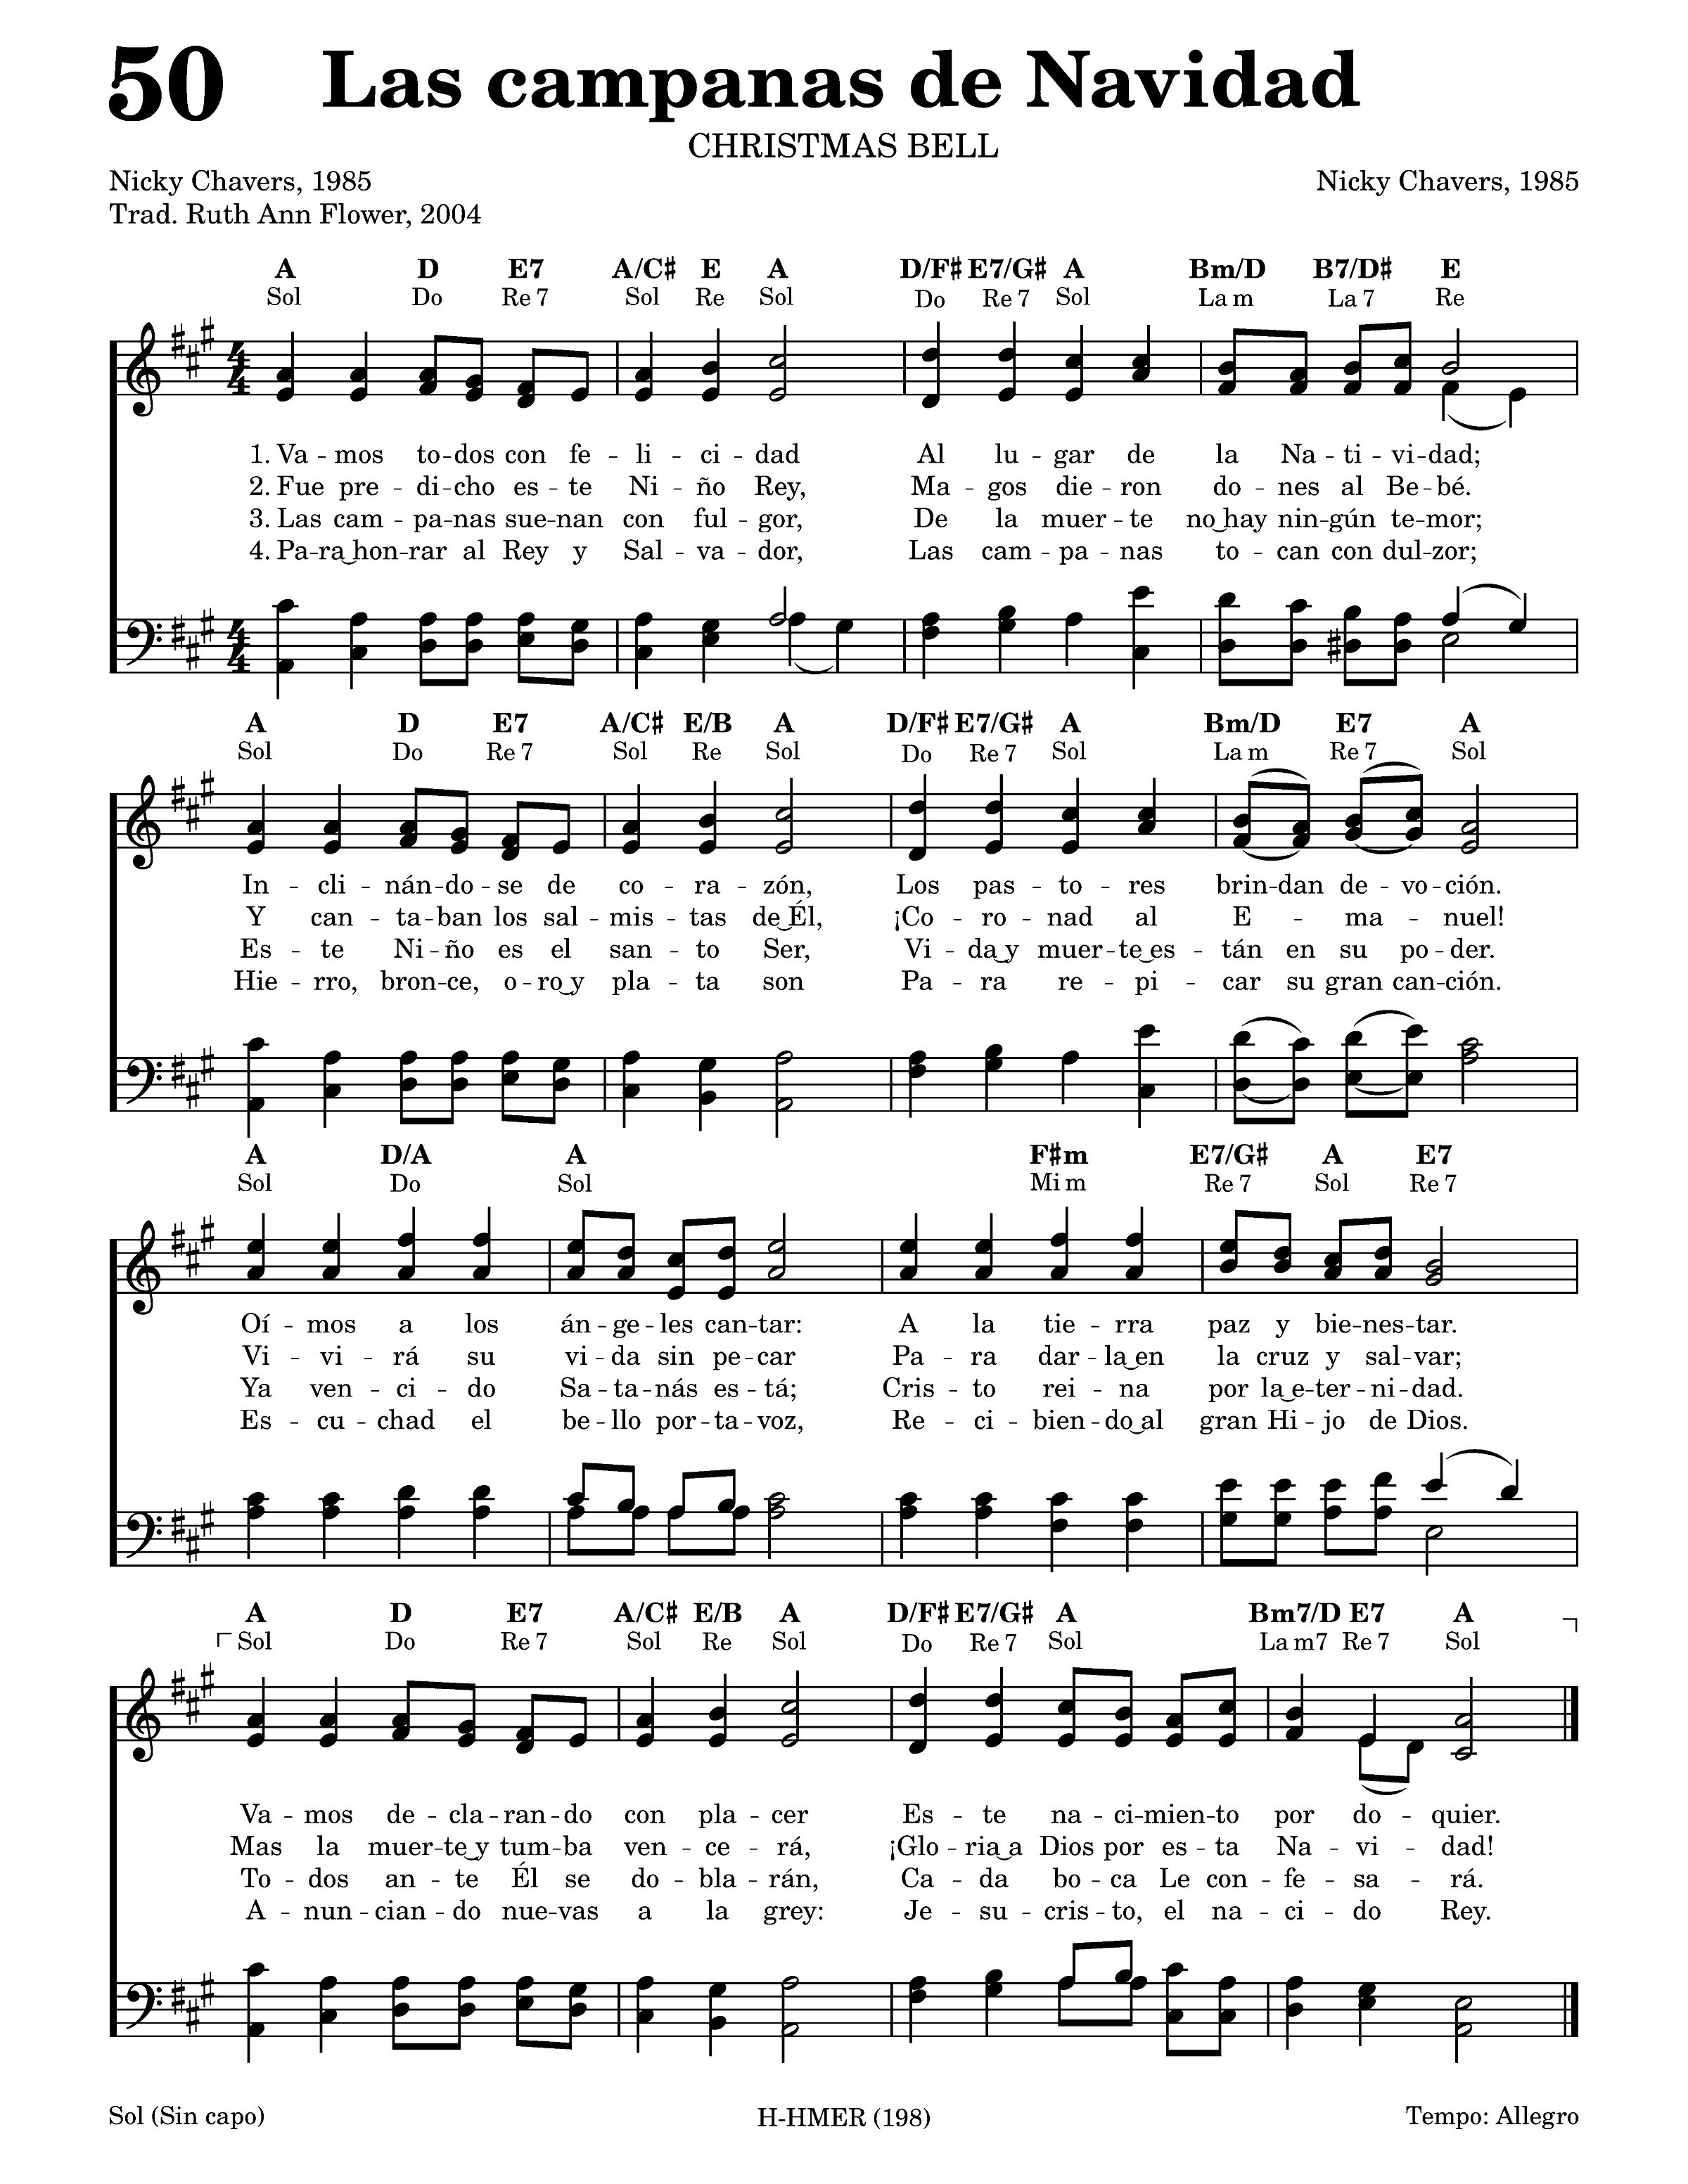 50 Las campanas de Navidad
CHRISTMAS BELL
Nicky Chavers, 1985 Nicky Chavers, 1985
Trad. Ruth Ann Flower, 2004
A D E7 A/C♯ E A D/F♯ E7/G♯ A Bm/D B7/D♯ E
Sol Do Re 7 Sol Re Sol Do Re 7 Sol La m La 7 Re
1. Va -- mos to -- dos con fe -- li -- ci -- dad Al lu -- gar de la Na -- ti -- vi -- dad;
2. Fue pre -- di -- cho es -- te Ni -- ño Rey, Ma -- gos die -- ron do -- nes al Be -- bé.
3. Las cam -- pa -- nas sue -- nan con ful -- gor, De la muer -- te no‿hay nin -- gún te -- mor;
4. Pa -- ra‿hon -- rar al Rey y Sal -- va -- dor, Las cam -- pa -- nas to -- can con dul -- zor;
A D E7 A/C♯ E/B A D/F♯ E7/G♯ A Bm/D E7 A
Sol Do Re 7 Sol Re Sol Do Re 7 Sol La m Re 7 Sol
In -- cli -- nán -- do -- se de co -- ra -- zón, Los pas -- to -- res brin -- dan de -- vo -- ción.
Y can -- ta -- ban los sal -- mis -- tas de‿Él, ¡Co -- ro -- nad al E -- ma -- nuel!
Es -- te Ni -- ño es el san -- to Ser, Vi -- da‿y muer -- te‿es -- tán en su po -- der.
Hie -- rro, bron -- ce, o -- ro‿y pla -- ta son Pa -- ra re -- pi -- car su gran can -- ción.
A D/A A F♯m E7/G♯ A E7
Sol Do Sol Mi m Re 7 Sol Re 7
Oí -- mos a los án -- ge -- les can -- tar: A la tie -- rra paz y bie -- nes -- tar.
Vi -- vi -- rá su vi -- da sin pe -- car Pa -- ra dar -- la‿en la cruz y sal -- var;
Ya ven -- ci -- do Sa -- ta -- nás es -- tá; Cris -- to rei -- na por la‿e -- ter -- ni -- dad.
Es -- cu -- chad el be -- llo por -- ta -- voz, Re -- ci -- bien -- do‿al gran Hi -- jo de Dios.
A D E7 A/C♯ E/B A D/F♯ E7/G♯ A Bm7/D E7 A
Sol Do Re 7 Sol Re Sol Do Re 7 Sol La m7 Re 7 Sol
Va -- mos de -- cla -- ran -- do con pla -- cer Es -- te na -- ci -- mien -- to por do -- quier.
Mas la muer -- te‿y tum -- ba ven -- ce -- rá, ¡Glo -- ria‿a Dios por es -- ta Na -- vi -- dad!
To -- dos an -- te Él se do -- bla -- rán, Ca -- da bo -- ca Le con -- fe -- sa -- rá.
A -- nun -- cian -- do nue -- vas a la grey: Je -- su -- cris -- to, el na -- ci -- do Rey.
Sol (Sin capo) H-HMER (198) Tempo: Allegro